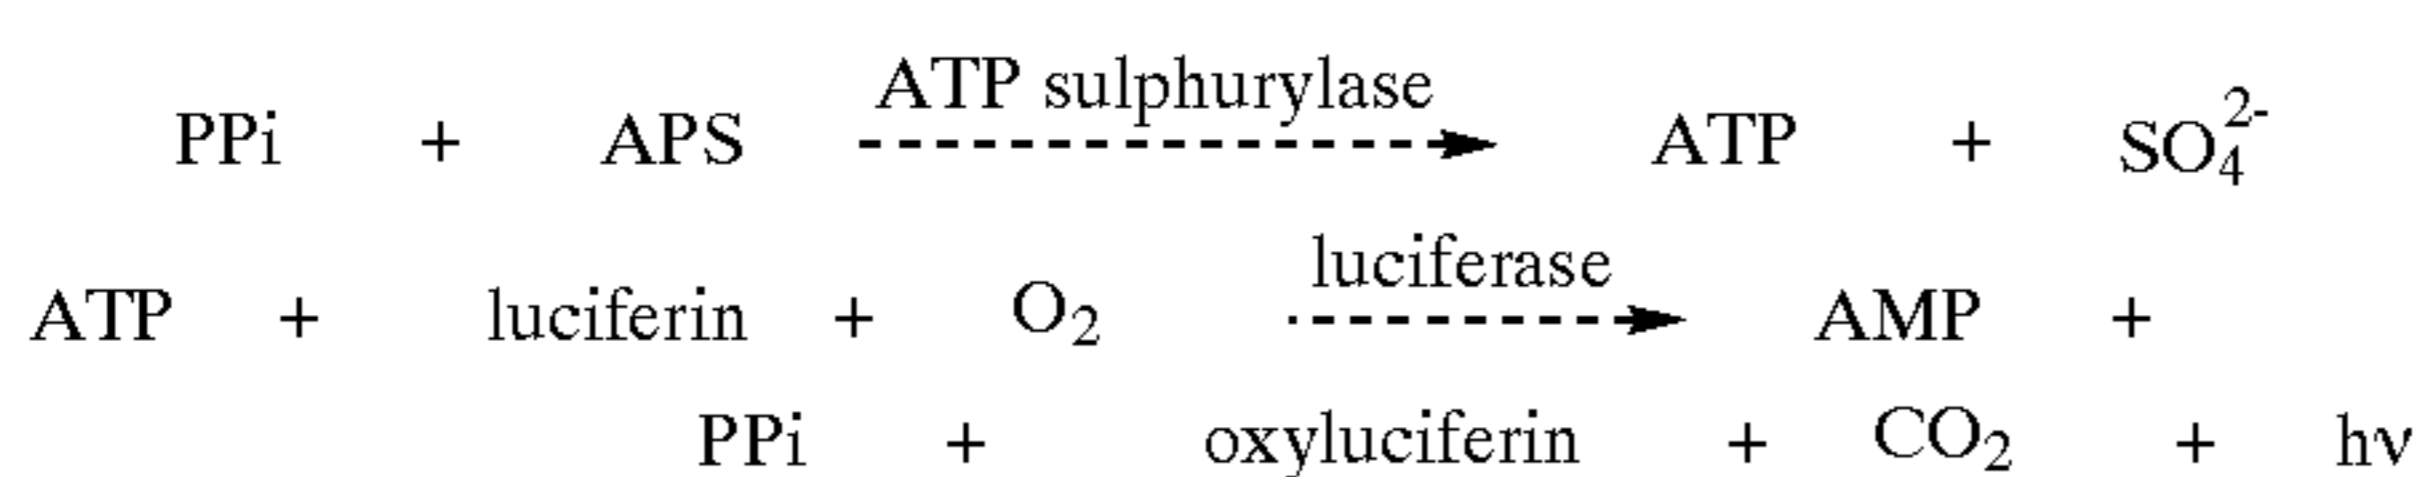 ATP sulphurylase
PPi + APS ATP + SO₄²⁻
luciferase
ATP + luciferin + O₂ AMP +
PPi + oxyluciferin + CO₂ + hν